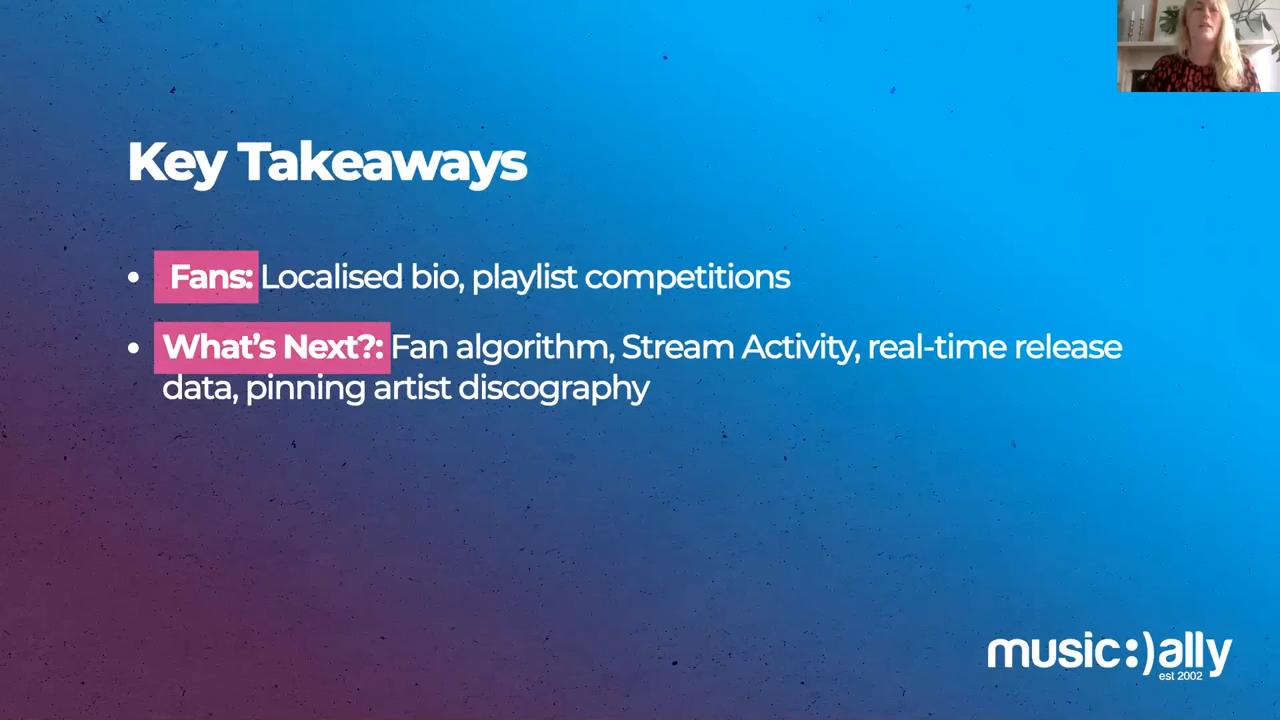 Key Takeaways
• Fans: Localised bio, playlist competitions
• What's Next?: Fan algorithm, Stream Activity, real-time release
data, pinning artist discography
music:)ally
est 2002